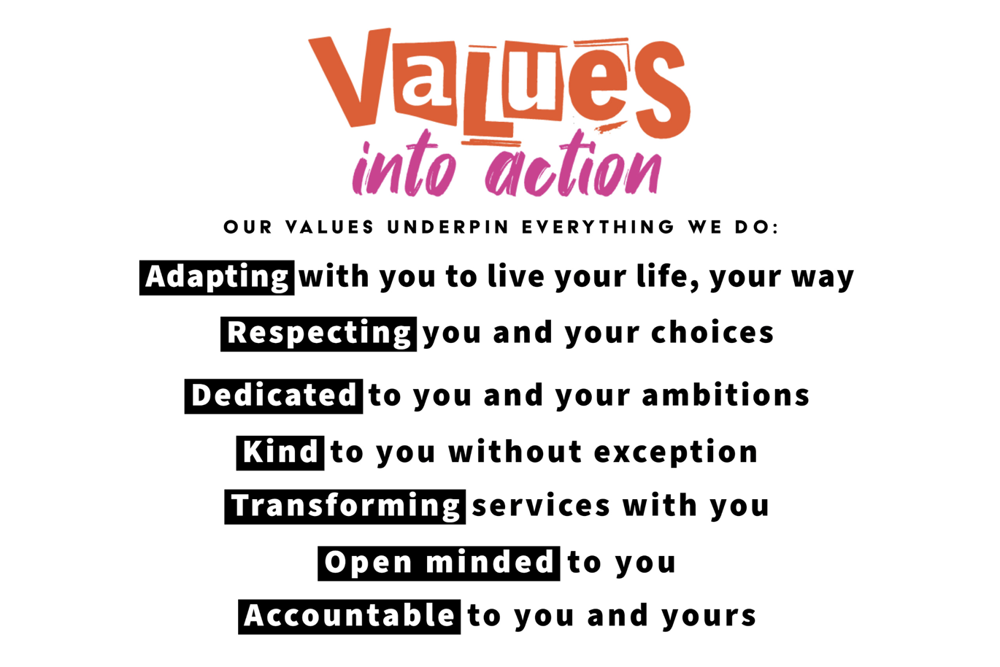 Values
into action
OUR VALUES UNDERPIN EVERYTHING WE DO:
Adapting with you to live your life, your way
Respecting you and your choices
Dedicated to you and your ambitions
Kind to you without exception
Transforming services with you
Open minded to you
Accountable to you and yours